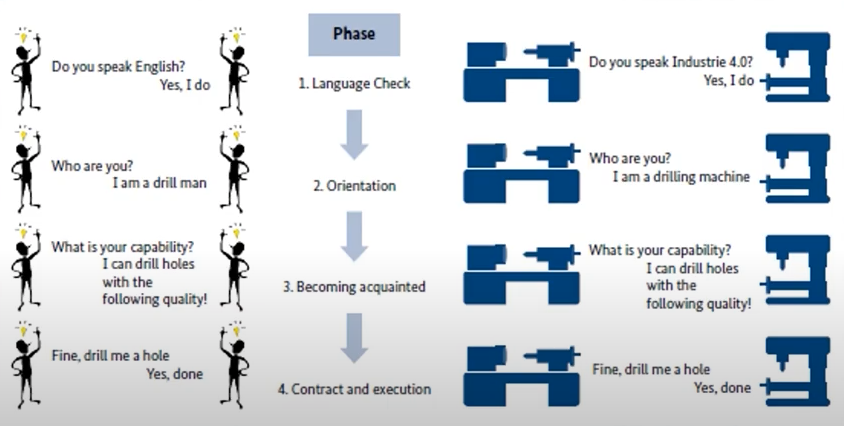 Phase
Do you speak English?
Yes, I do
1. Language Check
Do you speak Industrie 4.0?
Yes, I do
Who are you?
I am a drill man
2. Orientation
Who are you?
I am a drilling machine
What is your capability?
I can drill holes
with the
following quality!
3. Becoming acquainted
What is your capability?
I can drill holes
with the
following quality!
Fine, drill me a hole
Yes, done
4. Contract and execution
Fine, drill me a hole
Yes, done